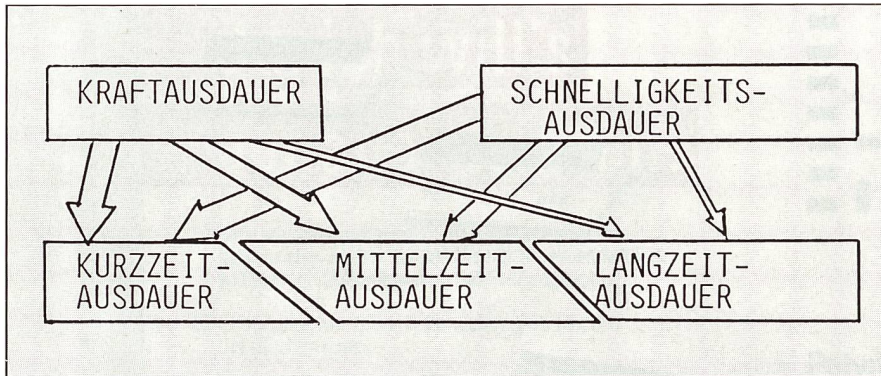 KRAFTAUSDAUER
SCHNELLIGKEITS-
AUSDAUER
KURZZEIT-
AUSDAUER
MITTELZEIT-
AUSDAUER
LANGZEIT-
AUSDAUER